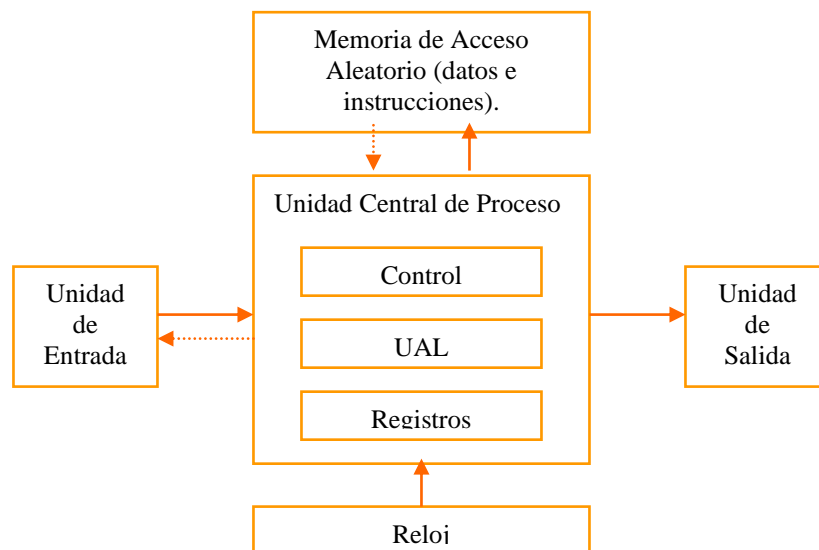 Memoria de Acceso
Aleatorio (datos e
instrucciones).
Unidad Central de Proceso
Control
UAL
Registros
Unidad
de
Entrada
Unidad
de
Salida
Reloj